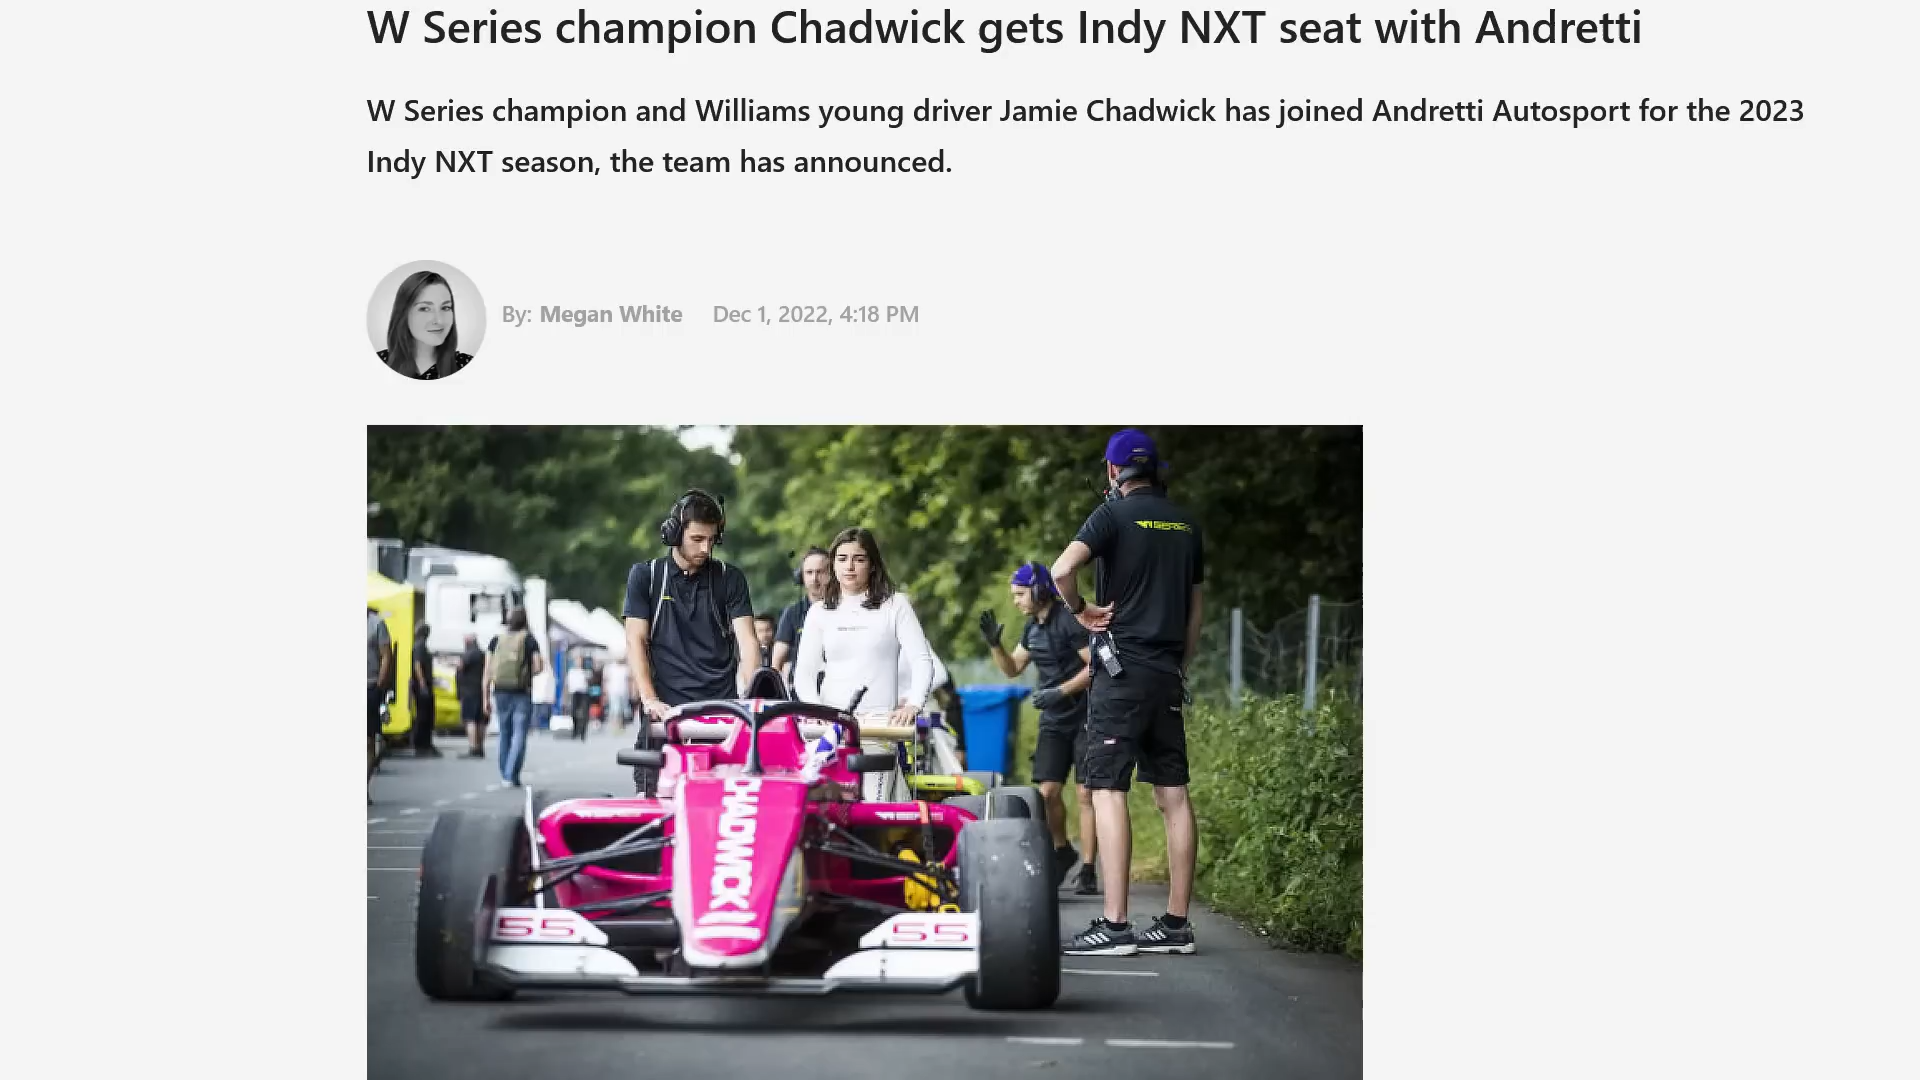 W Series champion Chadwick gets Indy NXT seat with Andretti
W Series champion and Williams young driver Jamie Chadwick has joined Andretti Autosport for the 2023
Indy NXT season, the team has announced.
By: Megan White Dec 1, 2022, 4:18 PM
CHADWICK
55
55